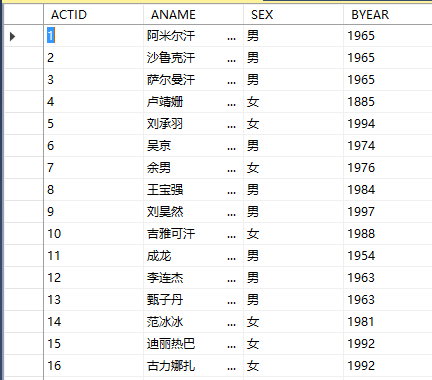 ACTID ANAME SEX BYEAR
1 阿米尔汗 ... 男 1965
2 沙鲁克汗 ... 男 1965
3 萨尔曼汗 ... 男 1965
4 卢靖姗 ... 女 1885
5 刘承羽 ... 女 1994
6 吴京 ... 男 1974
7 余男 ... 女 1976
8 王宝强 ... 男 1984
9 刘昊然 ... 男 1997
10 吉雅可汗 ... 女 1988
11 成龙 ... 男 1954
12 李连杰 ... 男 1963
13 甄子丹 ... 男 1963
14 范冰冰 ... 女 1981
15 迪丽热巴 ... 女 1992
16 古力娜扎 ... 女 1992